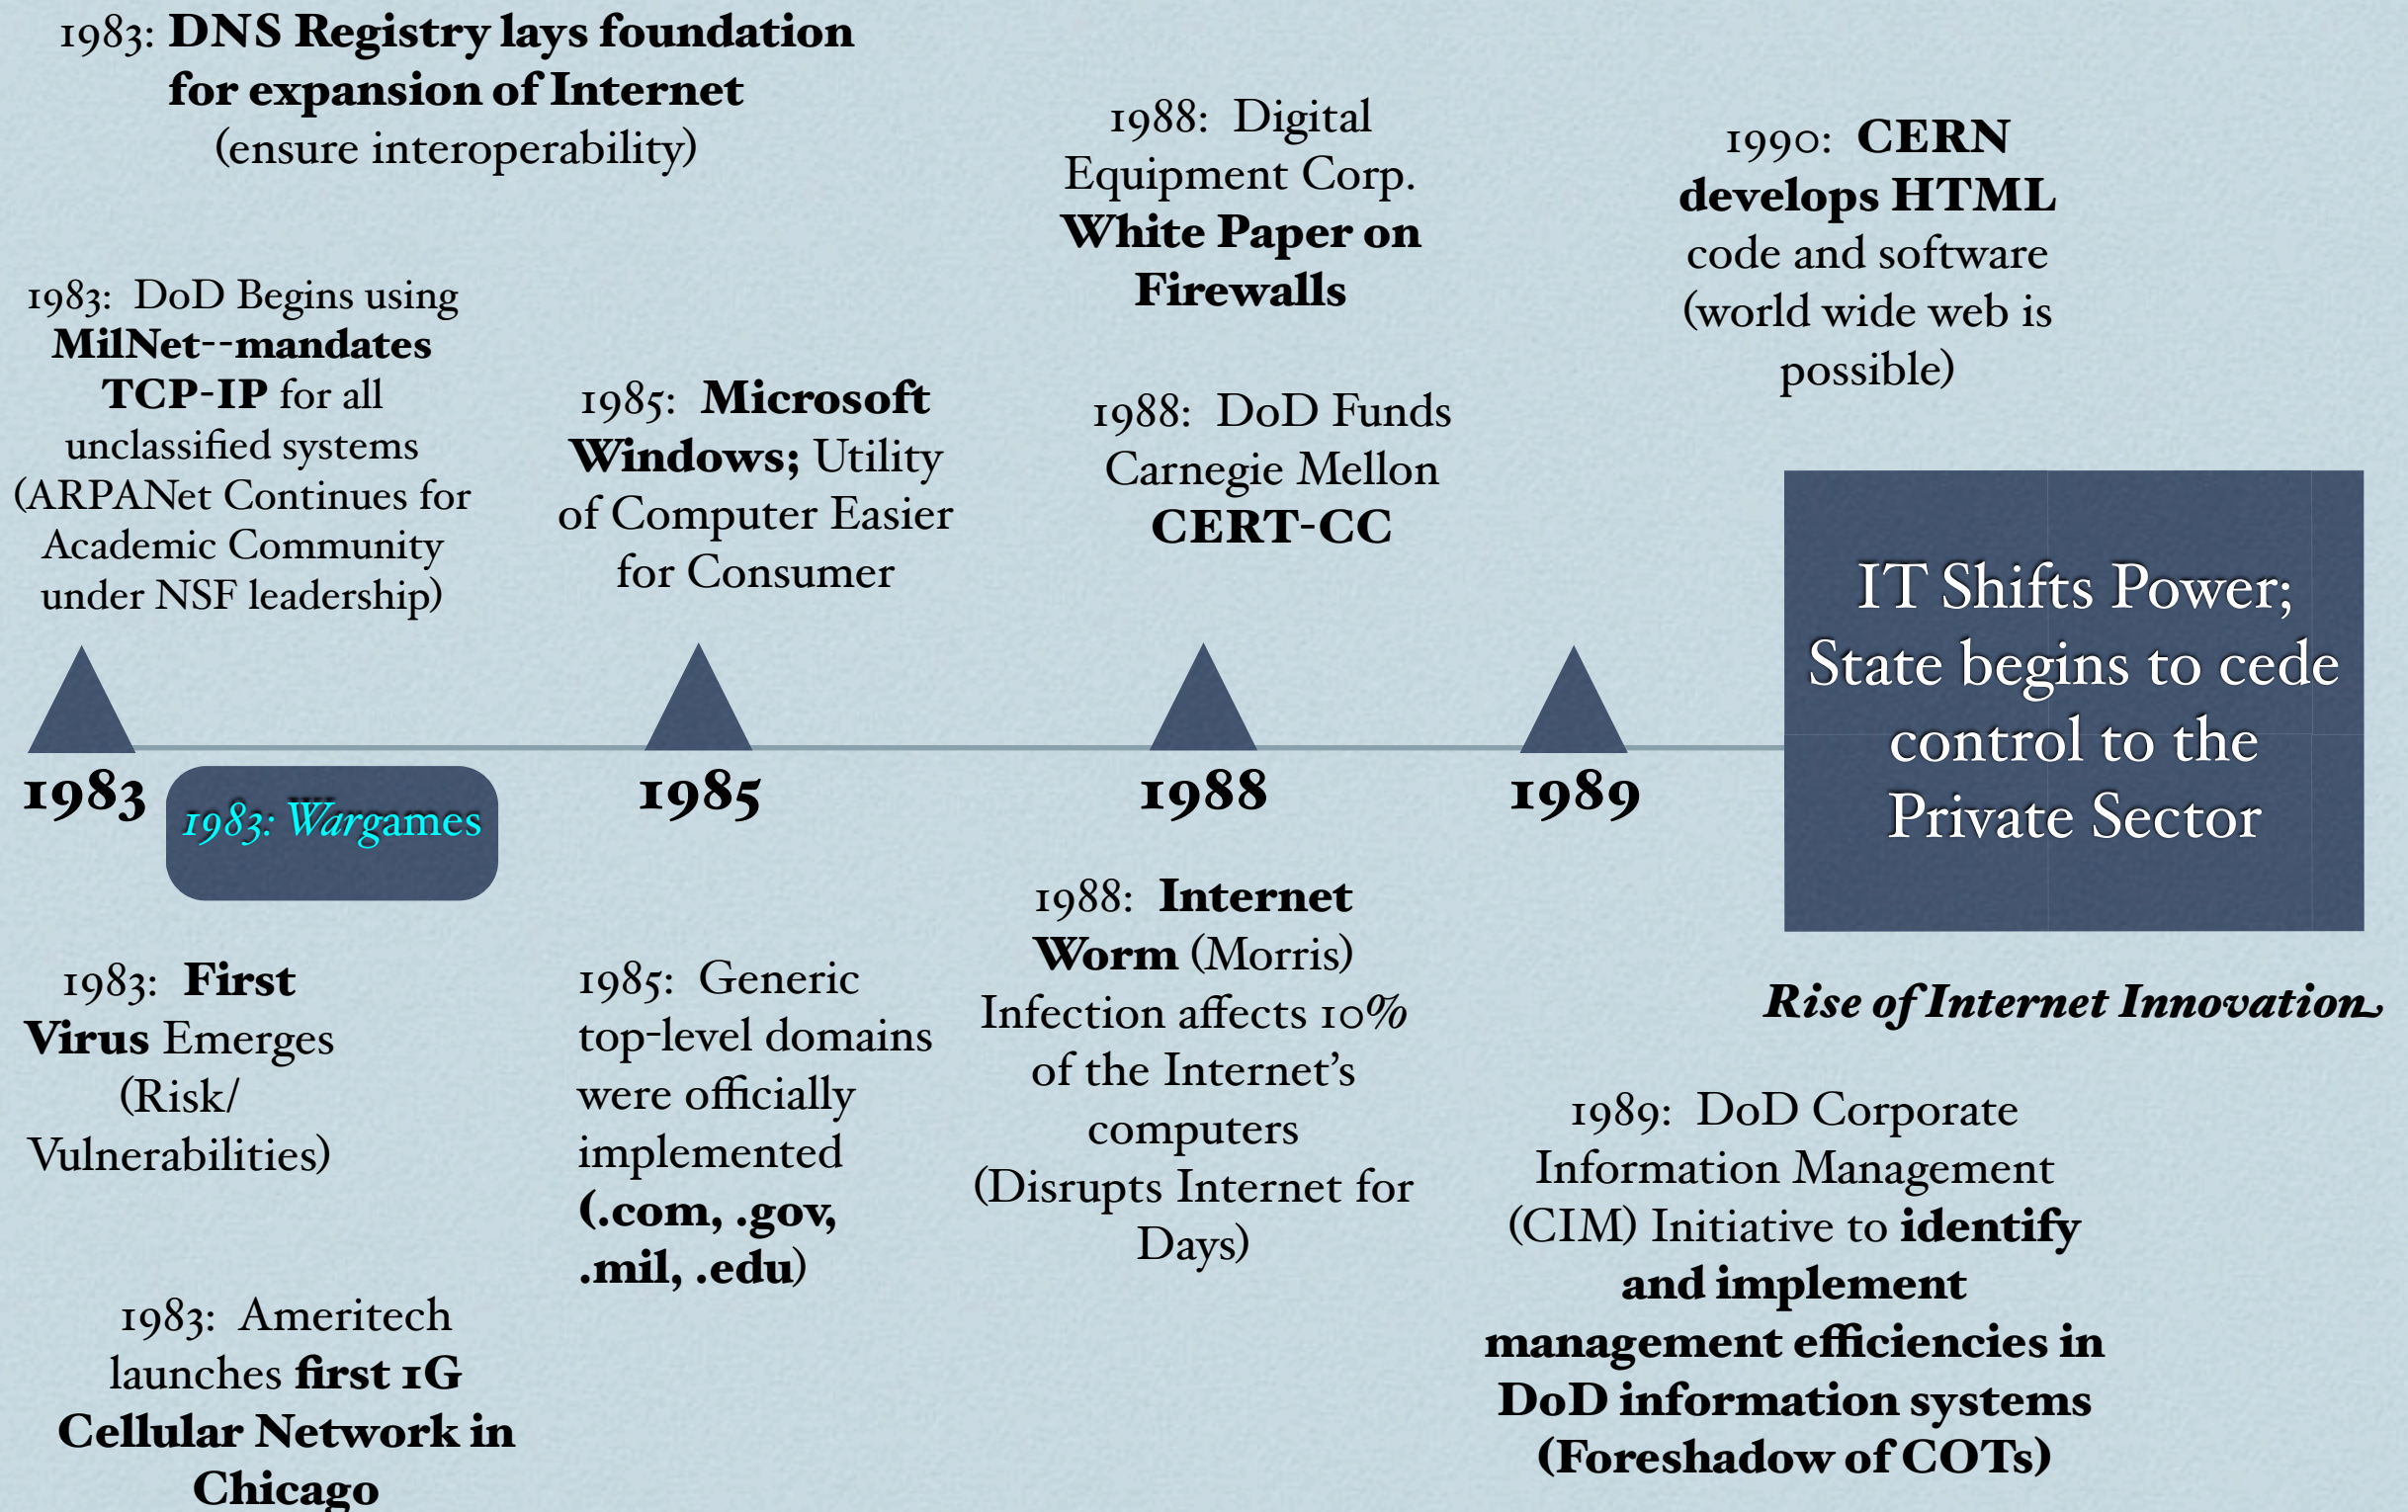 1983: DNS Registry lays foundation
for expansion of Internet
(ensure interoperability)
1983: DoD Begins using
MilNet--mandates
TCP-IP for all
unclassified systems
(ARPANet Continues for
Academic Community
under NSF leadership)
1985: Microsoft
Windows; Utility
of Computer Easier
for Consumer
1988: Digital
Equipment Corp.
White Paper on
Firewalls
1988: DoD Funds
Carnegie Mellon
CERT-CC
1990: CERN
develops HTML
code and software
(world wide web is
possible)
IT Shifts Power;
State begins to cede
control to the
Private Sector
1983
1985
1988
1989
1983: Wargames
1983: First
Virus Emerges
(Risk/
Vulnerabilities)
1983: Ameritech
launches first 1G
Cellular Network in
Chicago
1985: Generic
top-level domains
were officially
implemented
(.com, .gov,
.mil, .edu)
1988: Internet
Worm (Morris)
Infection affects 10%
of the Internet's
computers
(Disrupts Internet for
Days)
Rise of Internet Innovation
1989: DoD Corporate
Information Management
(CIM) Initiative to identify
and implement
management efficiencies in
DoD information systems
(Foreshadow of COTs)